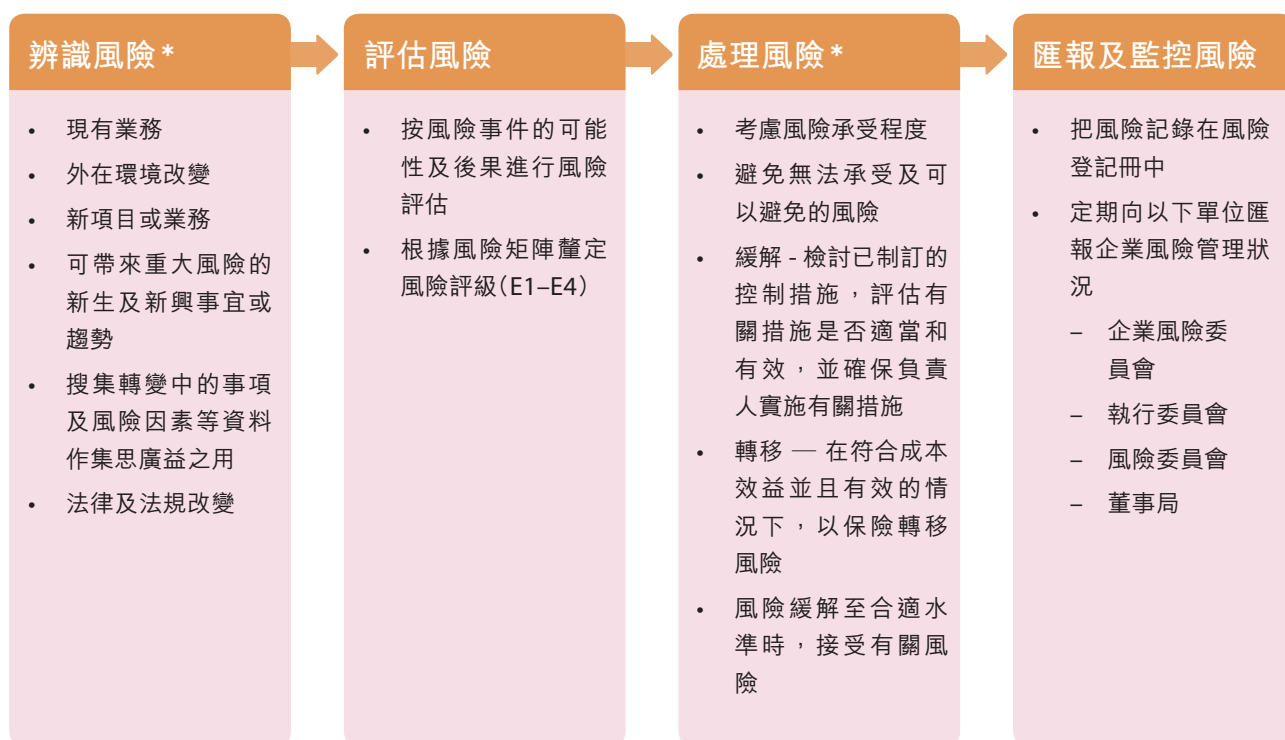 辨識風險*
• 現有業務
• 外在環境改變
• 新項目或業務
• 可帶來重大風險的
新生及新興事宜或
趨勢
• 搜集轉變中的事項
及風險因素等資料
作集思廣益之用
• 法律及法規改變
評估風險
• 按風險事件的可能
性及後果進行風險
評估
• 根據風險矩陣釐定
風險評級(E1–E4)
處理風險*
• 考慮風險承受程度
• 避免無法承受及可
以避免的風險
• 緩解 - 檢討已制訂的
控制措施，評估有
關措施是否適當和
有效，並確保負責
人實施有關措施
• 轉移 — 在符合成本
效益並且有效的情
況下，以保險轉移
風險
• 風險緩解至合適水
準時，接受有關風
險
匯報及監控風險
• 把風險記錄在風險
登記冊中
• 定期向以下單位匯
報企業風險管理狀
況
– 企業風險委
員會
– 執行委員會
– 風險委員會
– 董事局